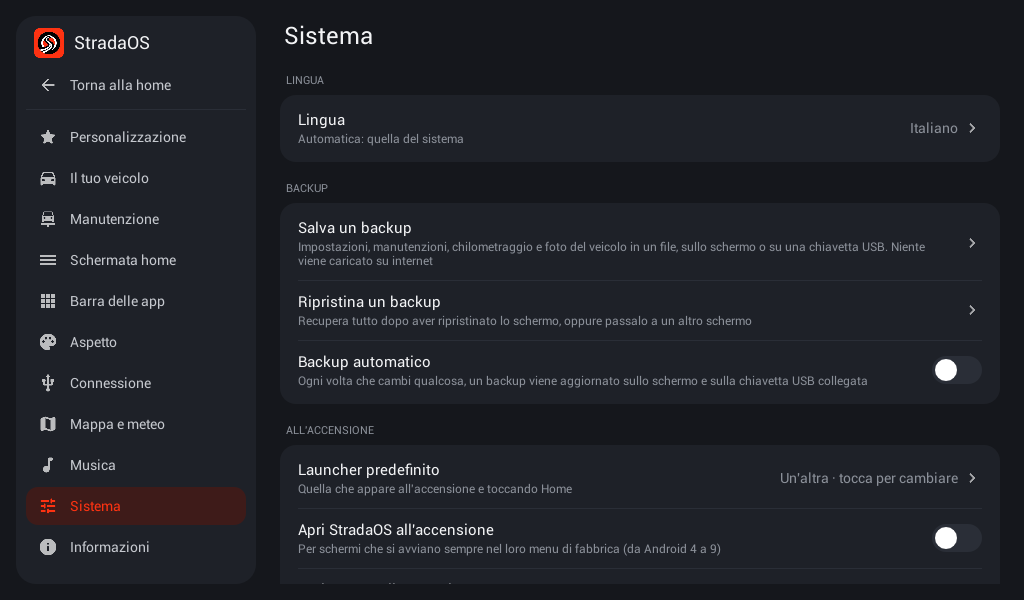 StradaOS
Torna alla home
Personalizzazione
Il tuo veicolo
Manutenzione
Schermata home
Barra delle app
Aspetto
Connessione
Mappa e meteo
Musica
Sistema
Informazioni
Sistema
LINGUA
Lingua
Automatica: quella del sistema
Italiano
BACKUP
Salva un backup
Impostazioni, manutenzioni, chilometraggio e foto del veicolo in un file, sullo schermo o su una chiavetta USB. Niente
viene caricato su internet
Ripristina un backup
Recupera tutto dopo aver ripristinato lo schermo, oppure passalo a un altro schermo
Backup automatico
Ogni volta che cambi qualcosa, un backup viene aggiornato sullo schermo e sulla chiavetta USB collegata
ALL'ACCENSIONE
Launcher predefinito
Quella che appare all'accensione e toccando Home
Un'altra · tocca per cambiare
Apri StradaOS all'accensione
Per schermi che si avviano sempre nel loro menu di fabbrica (da Android 4 a 9)